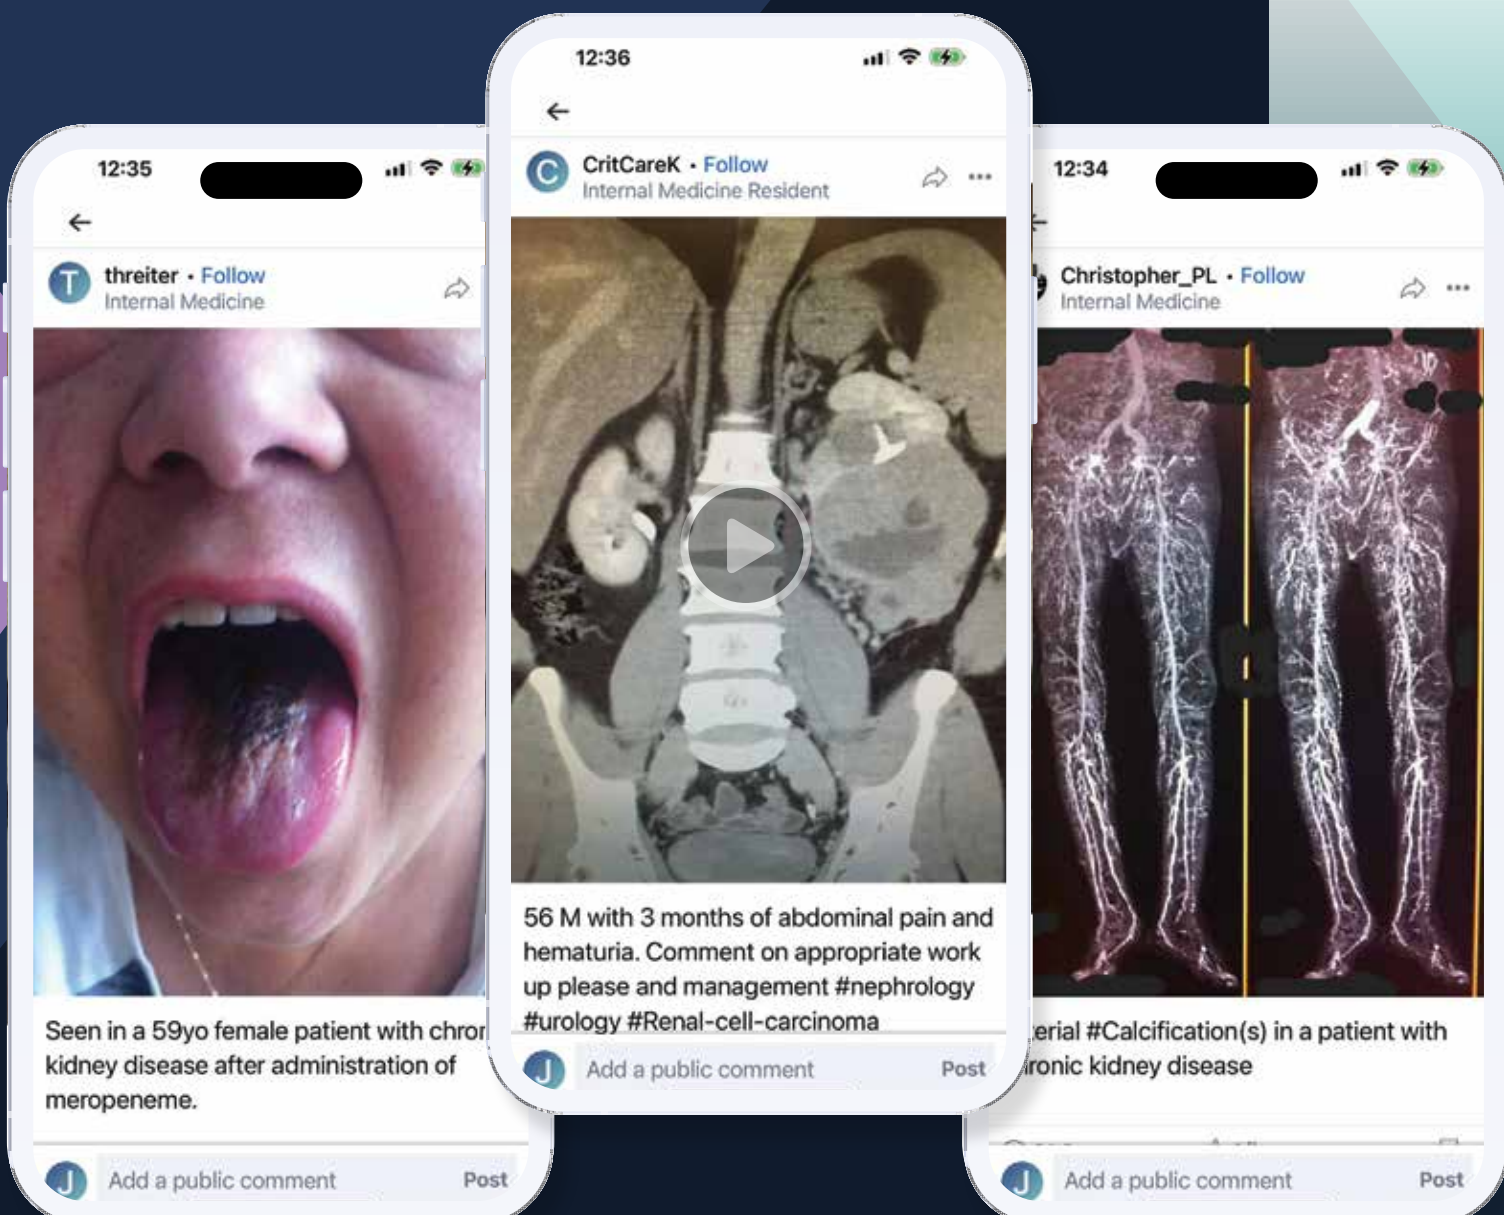 12:35
T
threiter • Follow
Internal Medicine
Seen in a 59yo female patient with
kidney disease after administration of
meropeneme.
J
Add a public comment Post
12:36
C
CritCareK • Follow
Internal Medicine Resident
56 M with 3 months of abdominal pain and
hematuria. Comment on appropriate work
up please and management #nephrology
#urology #Renal-cell-carcinoma
J
Add a public comment Post
12:34
Christopher_PL • Follow
Internal Medicine
#Calcification(s) in a patient with
kidney disease
J
Add a public comment Post